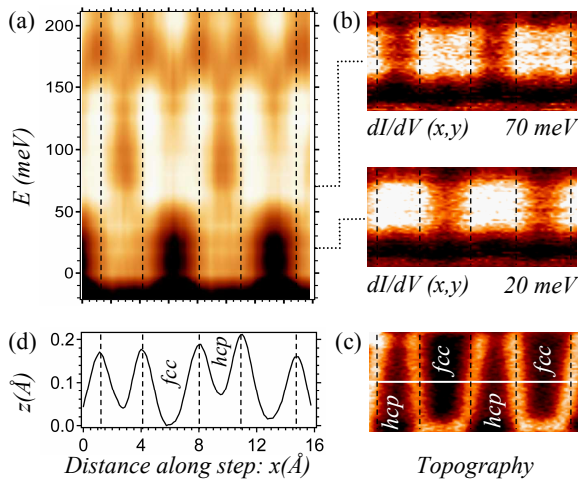 (a)
200
150
100
50
0
E (meV)
(b)
dI/dV (x,y) 70 meV
dI/dV (x,y) 20 meV
(d)
0.2
0.1
0.0
z(Å)
fcc
hcp
0 4 8 12 16
Distance along step: x(Å)
(c)
fcc fcc
hcp hcp
Topography